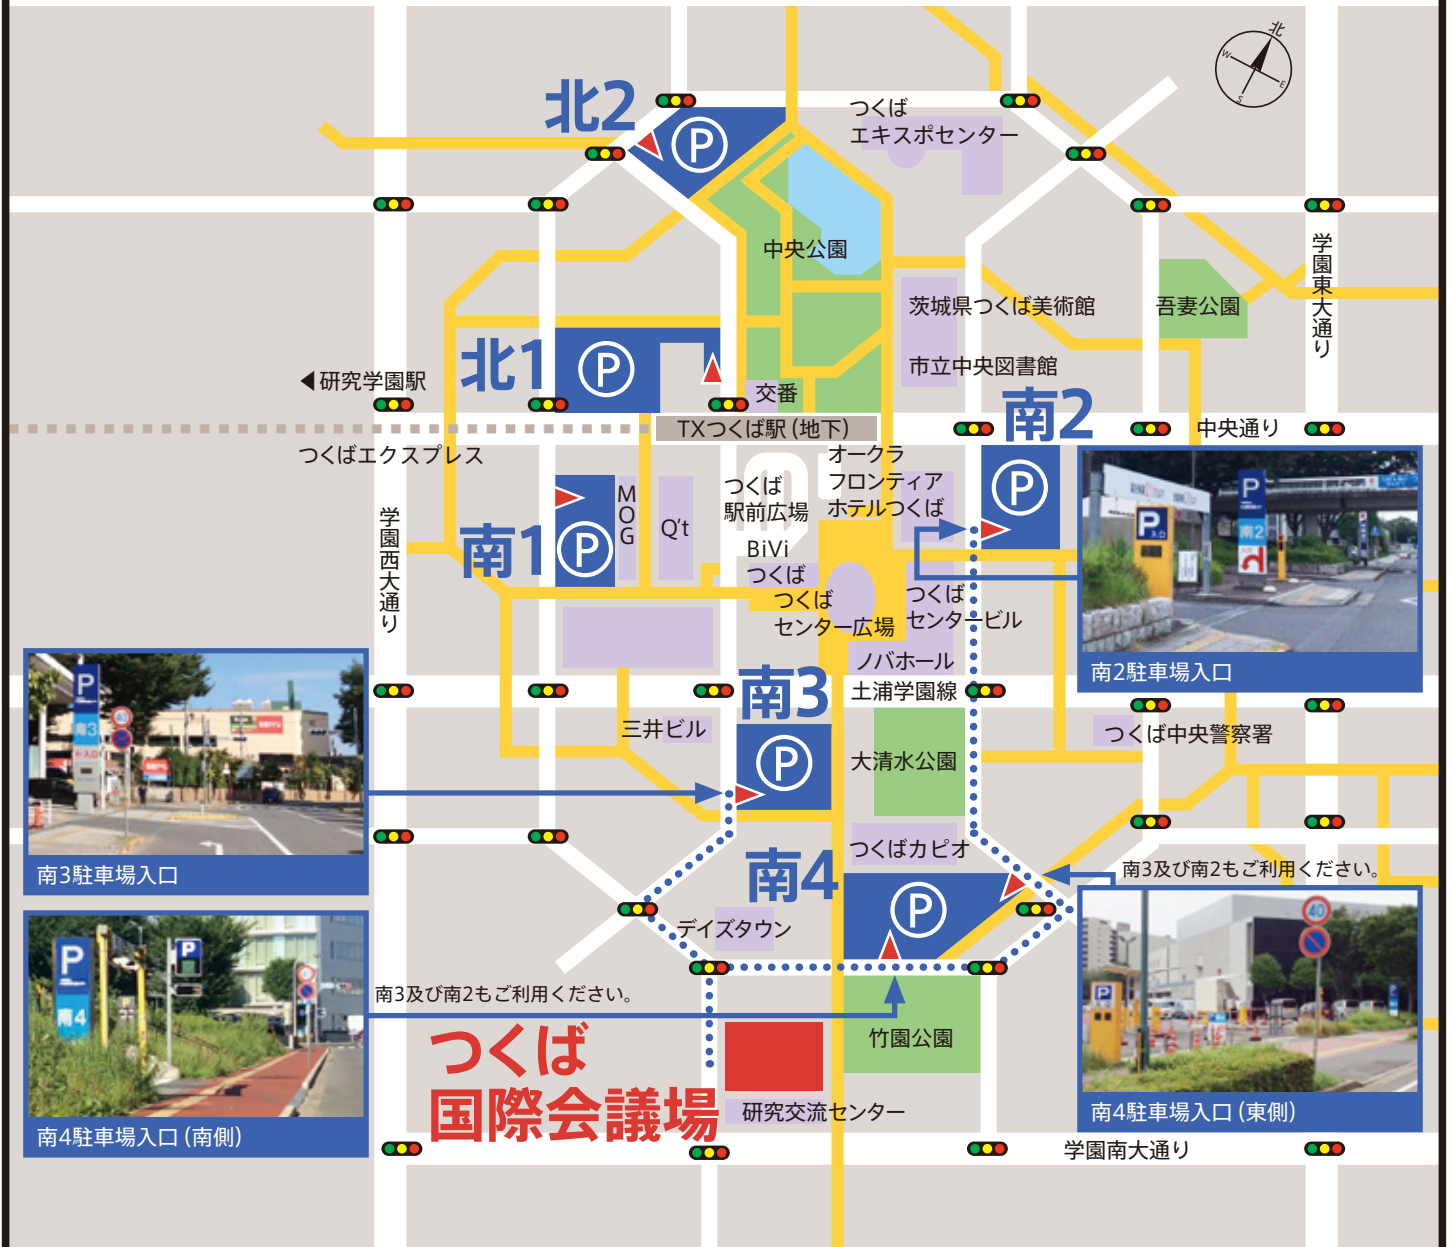 北
W
E
S
北2
P
つくば
エキスポセンター
中央公園
学園東大通り
茨城県つくば美術館
吾妻公園
北1
P
◀研究学園駅
市立中央図書館
交番
南2
TXつくば駅(地下)
中央通り
つくばエクスプレス
オークラ
フロンティア
ホテルつくば
P
つくば
駅前広場
MOG
Q't
学園西大通り
南1
P
BiVi
つくば
つくば
センター広場
つくば
センタービル
P
入口
P
南2
南2駐車場入口
ノバホール
土浦学園線
南3
三井ビル
P
つくば中央警察署
大清水公園
P
南3
入口
40
南3駐車場入口
つくばカピオ
南4
P
南3及び南2もご利用ください。
デイズタウン
P
南4
P
南4駐車場入口(南側)
南3及び南2もご利用ください。
つくば
国際会議場
竹園公園
40
P
南4駐車場入口(東側)
研究交流センター
学園南大通り